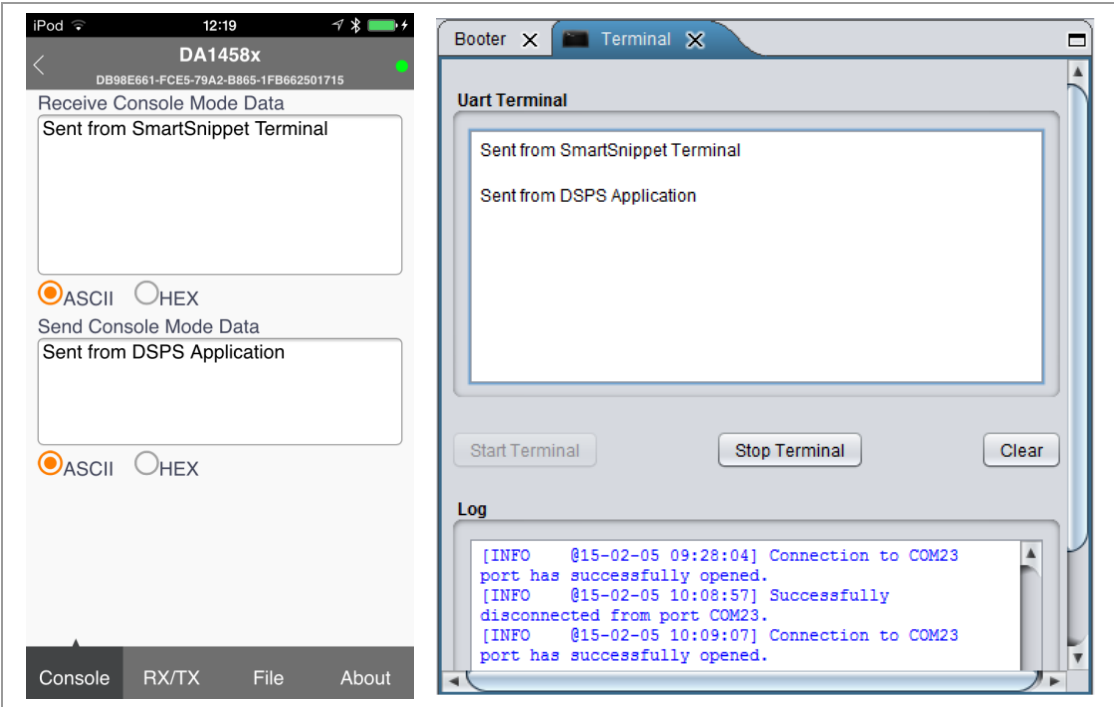 iPod 12:19
DA1458x
DB98E661-FCE5-79A2-B865-1FB662501715
Receive Console Mode Data
Sent from SmartSnippet Terminal
ASCII HEX
Send Console Mode Data
Sent from DSPS Application
ASCII HEX
Console RX/TX File About
Booter Terminal
Uart Terminal
Sent from SmartSnippet Terminal
Sent from DSPS Application
Start Terminal Stop Terminal Clear
Log
[INFO @15-02-05 09:28:04] Connection to COM23
port has successfully opened.
[INFO @15-02-05 10:08:57] Successfully
disconnected from port COM23.
[INFO @15-02-05 10:09:07] Connection to COM23
port has successfully opened.